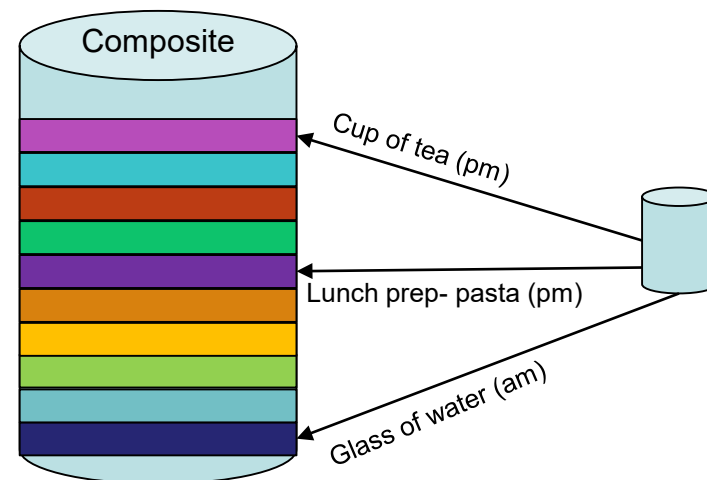 Composite
Cup of tea (pm)
Lunch prep- pasta (pm)
Glass of water (am)